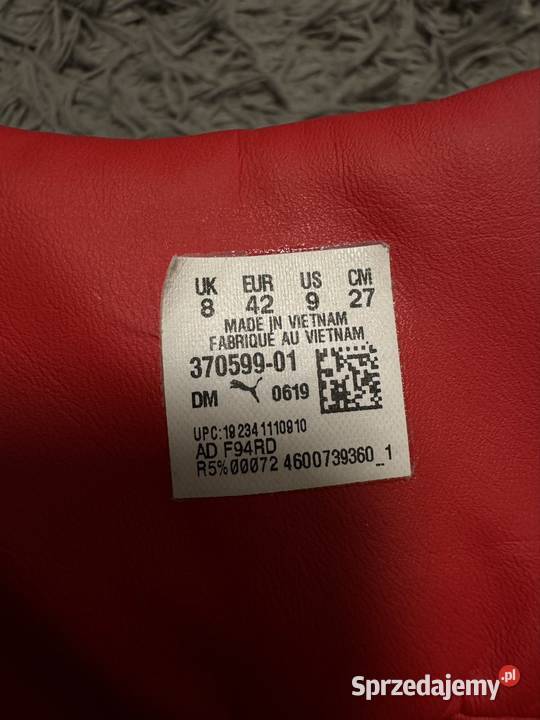 UK EUR US CM
8 42 9 27
MADE IN VIETNAM
FABRIQUÉ AU VIETNAM
370599-01
DM 0619
UPC:192341110910
AD F94RD
R5%00072 4600739360_1
Sprzedajemy.pl